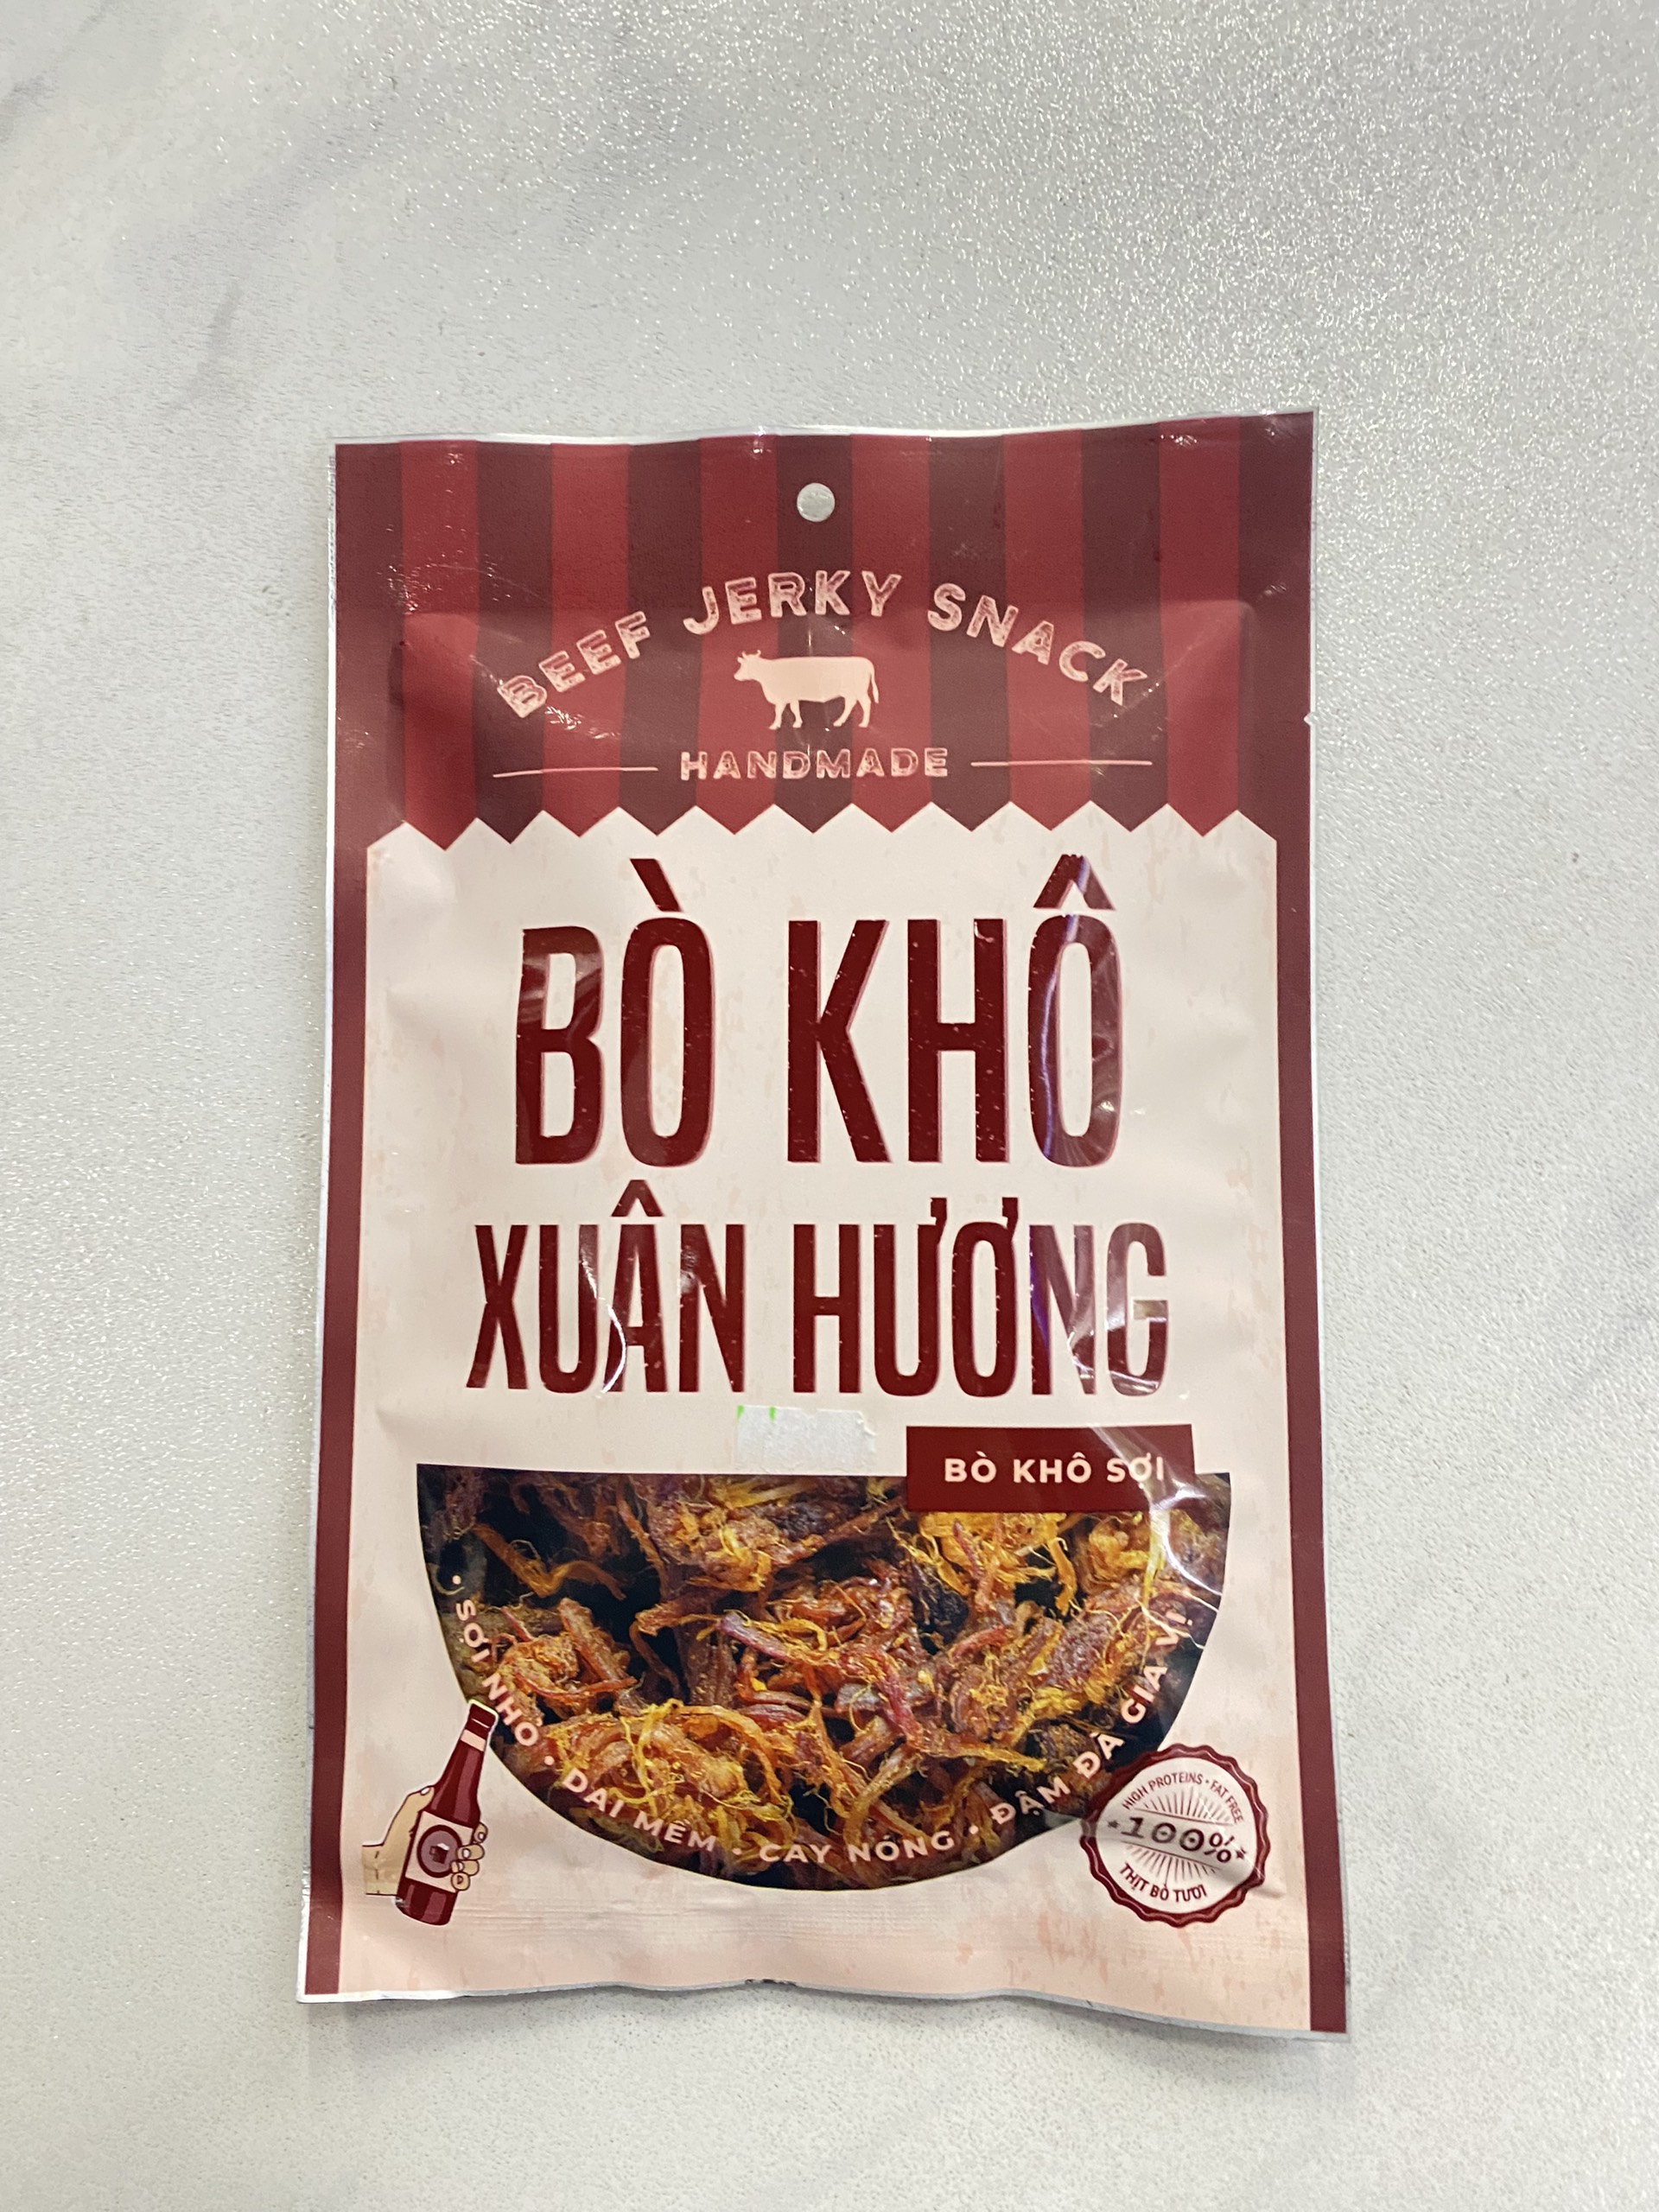 BEEF JERKY SNACK
HANDMADE
BÒ KHÔ
XUÂN HƯƠNG
BÒ KHÔ SỢI
• SỢI NHỎ • DAI MỀM • CAY NÓNG • ĐẬM ĐÀ GIA VỊ
HIGH PROTEINS • FAT FREE
100%
THỊT BÒ TƯƠI